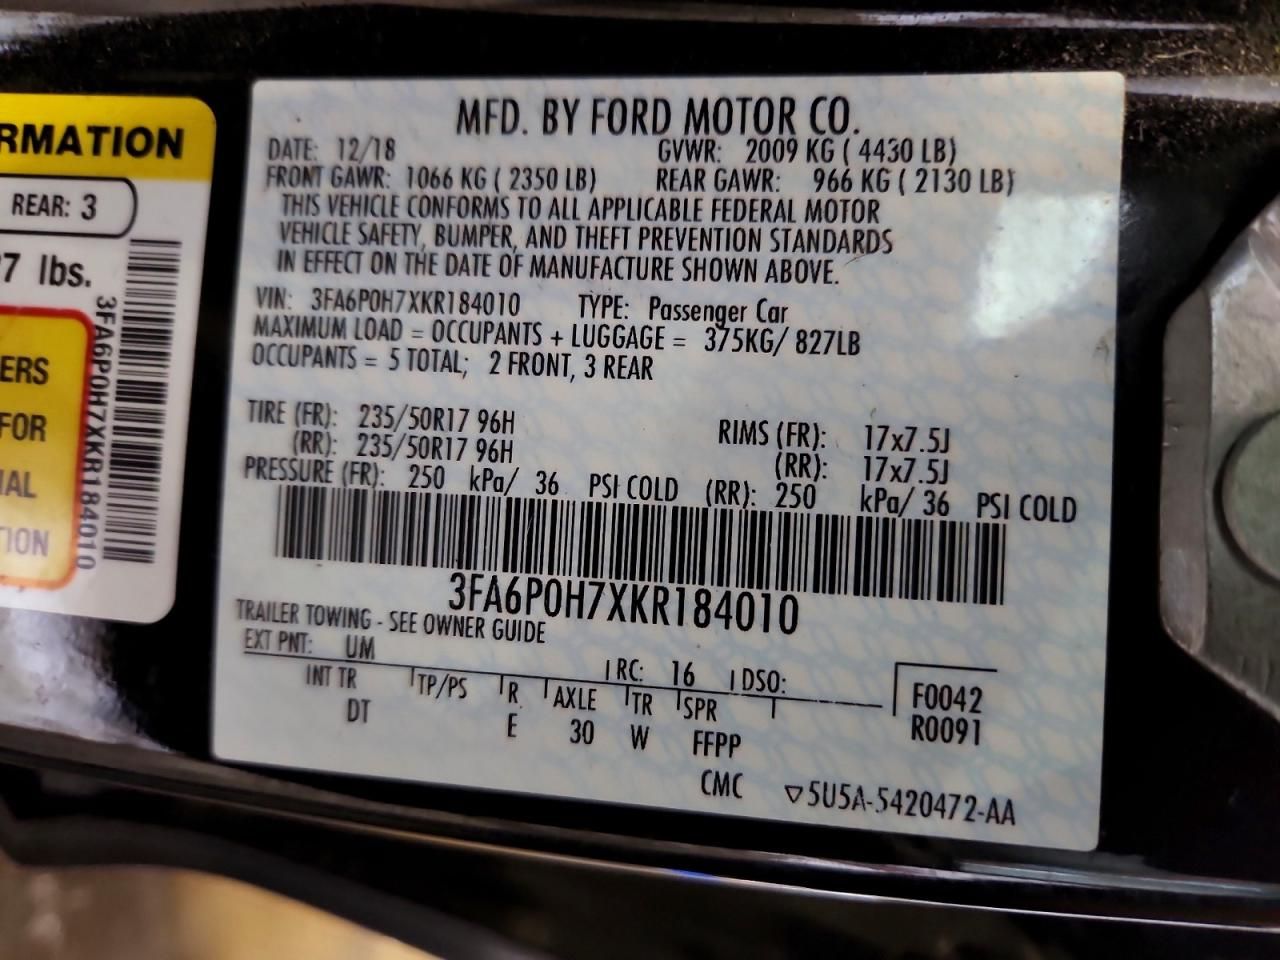 RMATION
REAR: 3
7 lbs.
ERS
FOR
IAL
TION
3FA6P0H7XKR184010
MFD. BY FORD MOTOR CO.
DATE: 12/18 GVWR: 2009 KG ( 4430 LB)
FRONT GAWR: 1066 KG ( 2350 LB) REAR GAWR: 966 KG ( 2130 LB)
THIS VEHICLE CONFORMS TO ALL APPLICABLE FEDERAL MOTOR
VEHICLE SAFETY, BUMPER, AND THEFT PREVENTION STANDARDS
IN EFFECT ON THE DATE OF MANUFACTURE SHOWN ABOVE.
VIN: 3FA6P0H7XKR184010 TYPE: Passenger Car
MAXIMUM LOAD = OCCUPANTS + LUGGAGE = 375KG/ 827LB
OCCUPANTS = 5 TOTAL; 2 FRONT, 3 REAR
TIRE (FR): 235/50R17 96H RIMS (FR): 17x7.5J
(RR): 235/50R17 96H (RR): 17x7.5J
PRESSURE (FR): 250 kPa/ 36 PSI COLD (RR): 250 kPa/ 36 PSI COLD
3FA6P0H7XKR184010
TRAILER TOWING - SEE OWNER GUIDE
EXT PNT: UM RC: 16 DSO:
INT TR TP/PS R AXLE TR SPR F0042
DT E 30 W FFPP R0091
CMC ▽5U5A-5420472-AA